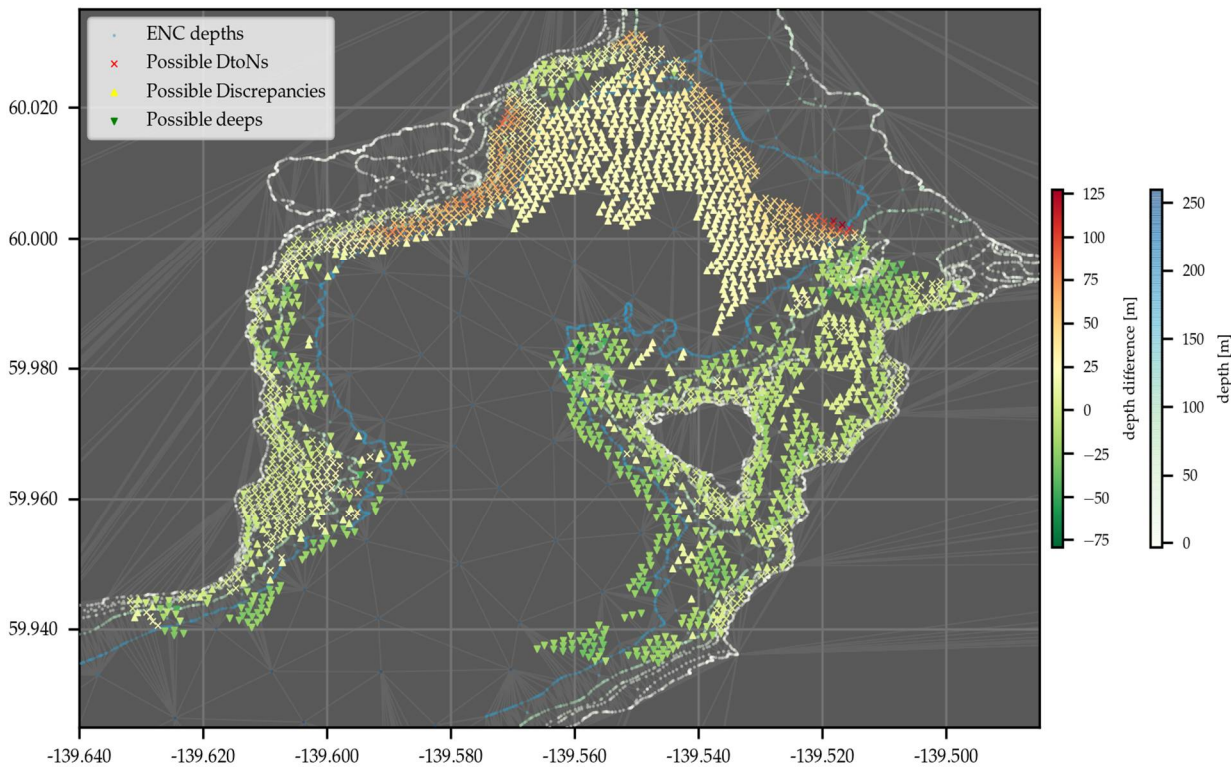 ENC depths
Possible DtoNs
Possible Discrepancies
Possible deeps
60.020
60.000
59.980
59.960
59.940
-139.640 -139.620 -139.600 -139.580 -139.560 -139.540 -139.520 -139.500
125
100
75
50
25
0
−25
−50
−75
depth difference [m]
250
200
150
100
50
0
depth [m]